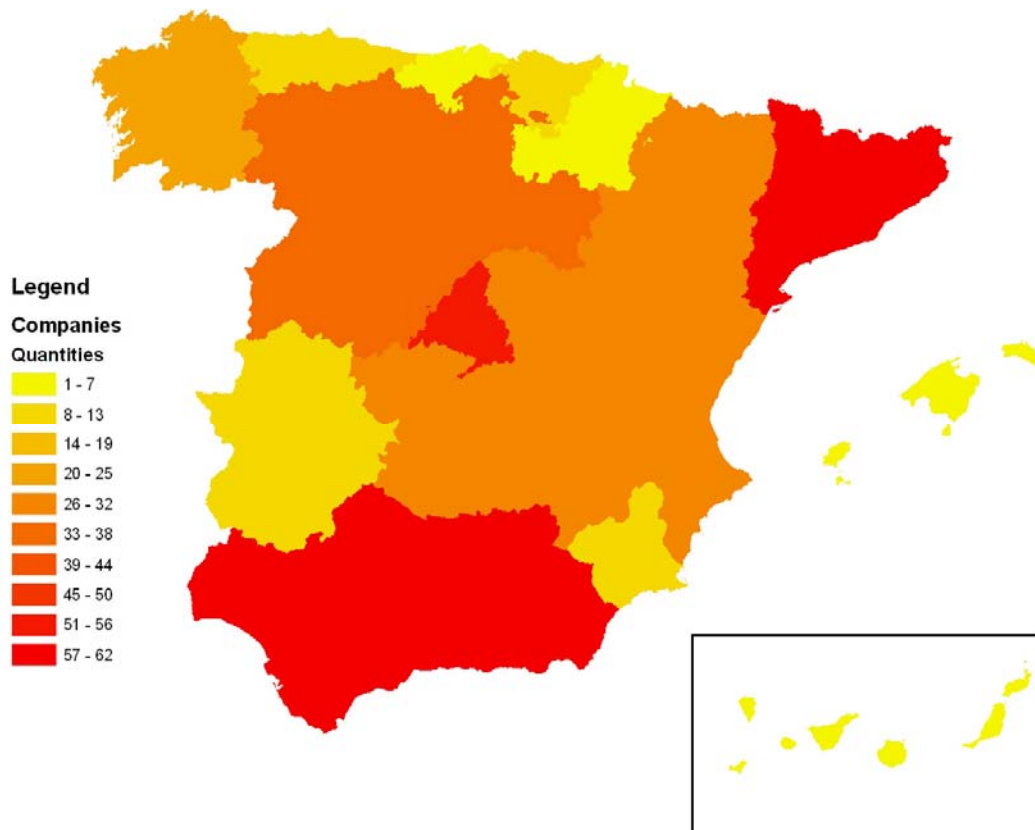 Legend
Companies
Quantities
1 - 7
8 - 13
14 - 19
20 - 25
26 - 32
33 - 38
39 - 44
45 - 50
51 - 56
57 - 62